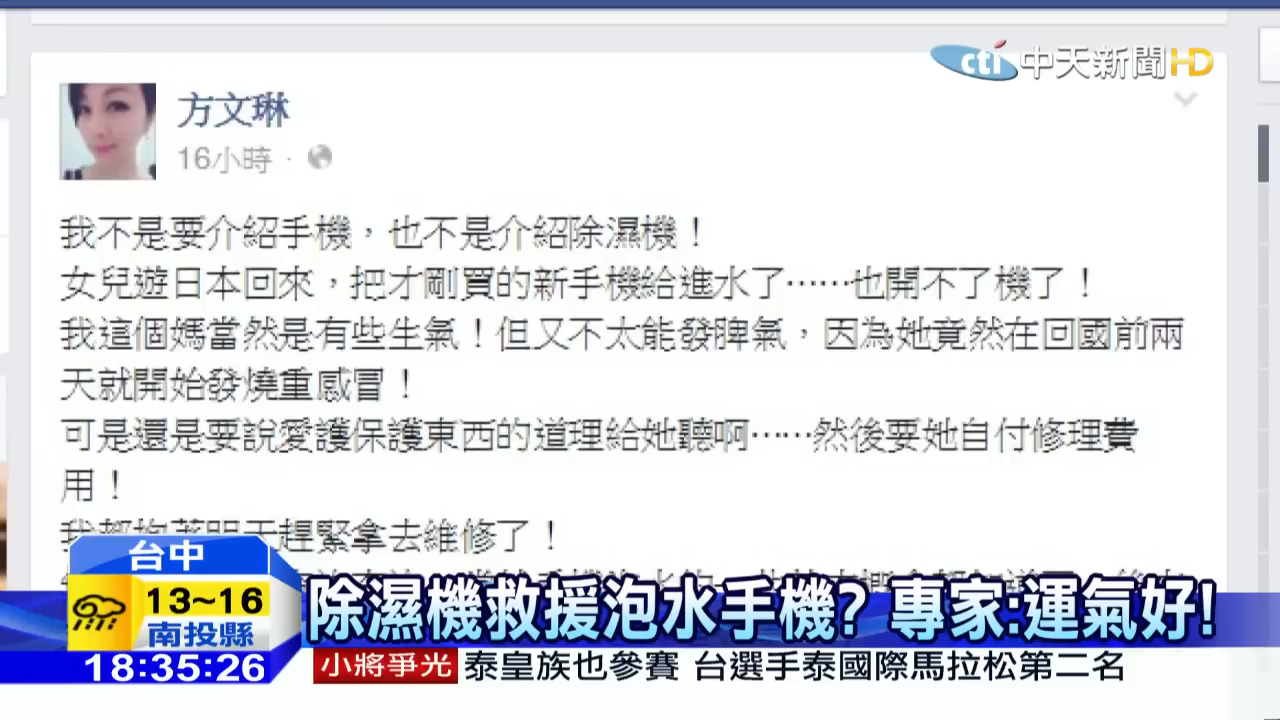 cti中天新聞HD
方文琳
16小時 ·
我不是要介紹手機，也不是介紹除濕機！
女兒遊日本回來，把才剛買的新手機給進水了……也開不了機了！
我這個媽當然是有些生氣！但又不太能發脾氣，因為她竟然在回國前兩
天就開始發燒重感冒！
可是還是要說愛護保護東西的道理給她聽啊……然後要她自付修理費
用！
趕緊拿去維修了！
台中
13~16
南投縣
18:35:26
除濕機救援泡水手機? 專家:運氣好!
小將爭光 泰皇族也參賽 台選手泰國際馬拉松第二名